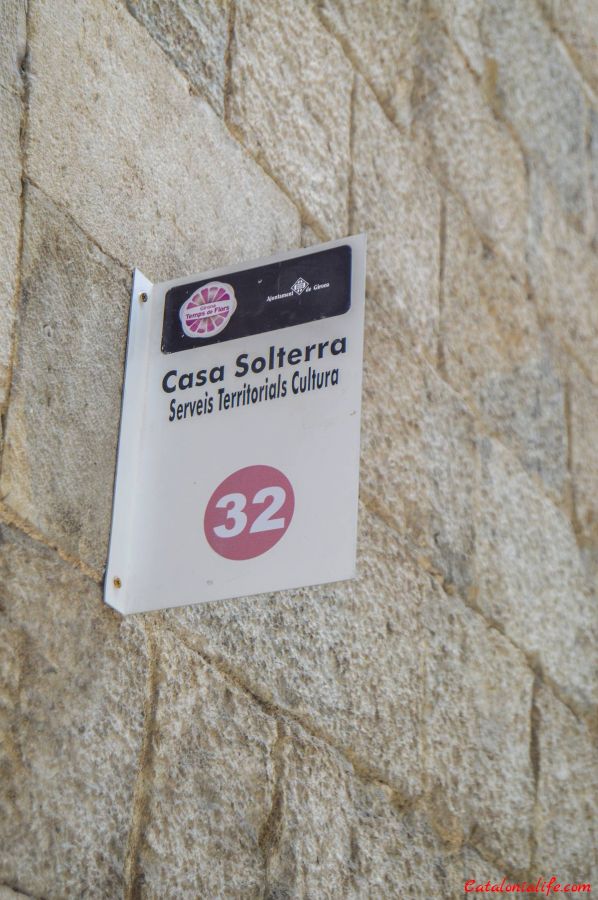 Girona
Temps de Flors
Ajuntament de Girona
Casa Solterra
Serveis Territorials Cultura
32
Catalonialife.com